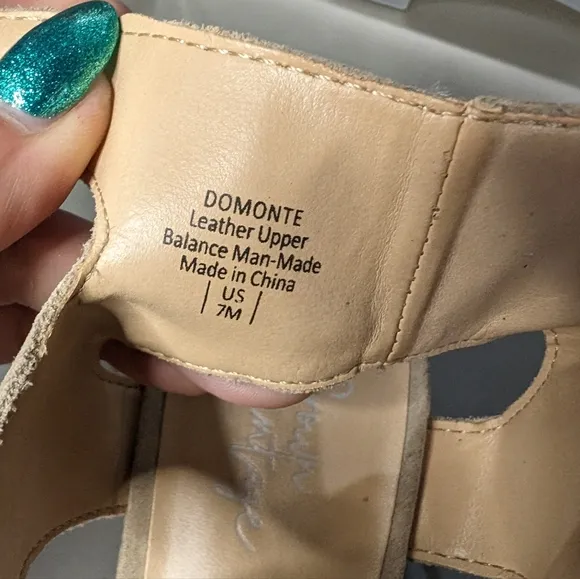 DOMONTE
Leather Upper
Balance Man-Made
Made in China
US
7M